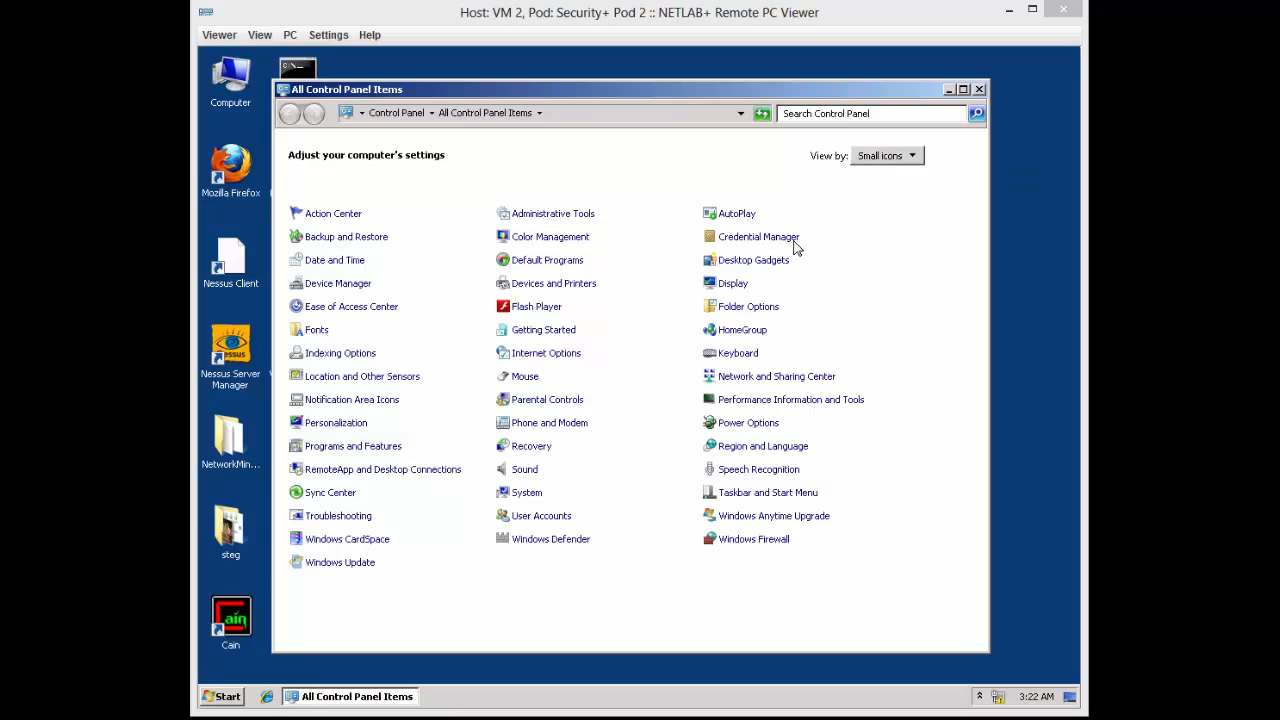 Host: VM 2, Pod: Security+ Pod 2 :: NETLAB+ Remote PC Viewer
Viewer View PC Settings Help
Computer
Mozilla Firefox
Nessus Client
NESSUS
Nessus Server
Manager
NetworkMin...
steg
Cain
Cain
C:\_
All Control Panel Items
Control Panel All Control Panel Items
Search Control Panel
Adjust your computer's settings
View by: Small icons
Action Center Administrative Tools AutoPlay
Backup and Restore Color Management Credential Manager
Date and Time Default Programs Desktop Gadgets
Device Manager Devices and Printers Display
Ease of Access Center Flash Player Folder Options
Fonts Getting Started HomeGroup
Indexing Options Internet Options Keyboard
Location and Other Sensors Mouse Network and Sharing Center
Notification Area Icons Parental Controls Performance Information and Tools
Personalization Phone and Modem Power Options
Programs and Features Recovery Region and Language
RemoteApp and Desktop Connections Sound Speech Recognition
Sync Center System Taskbar and Start Menu
Troubleshooting User Accounts Windows Anytime Upgrade
Windows CardSpace Windows Defender Windows Firewall
Windows Update
Start All Control Panel Items 3:22 AM